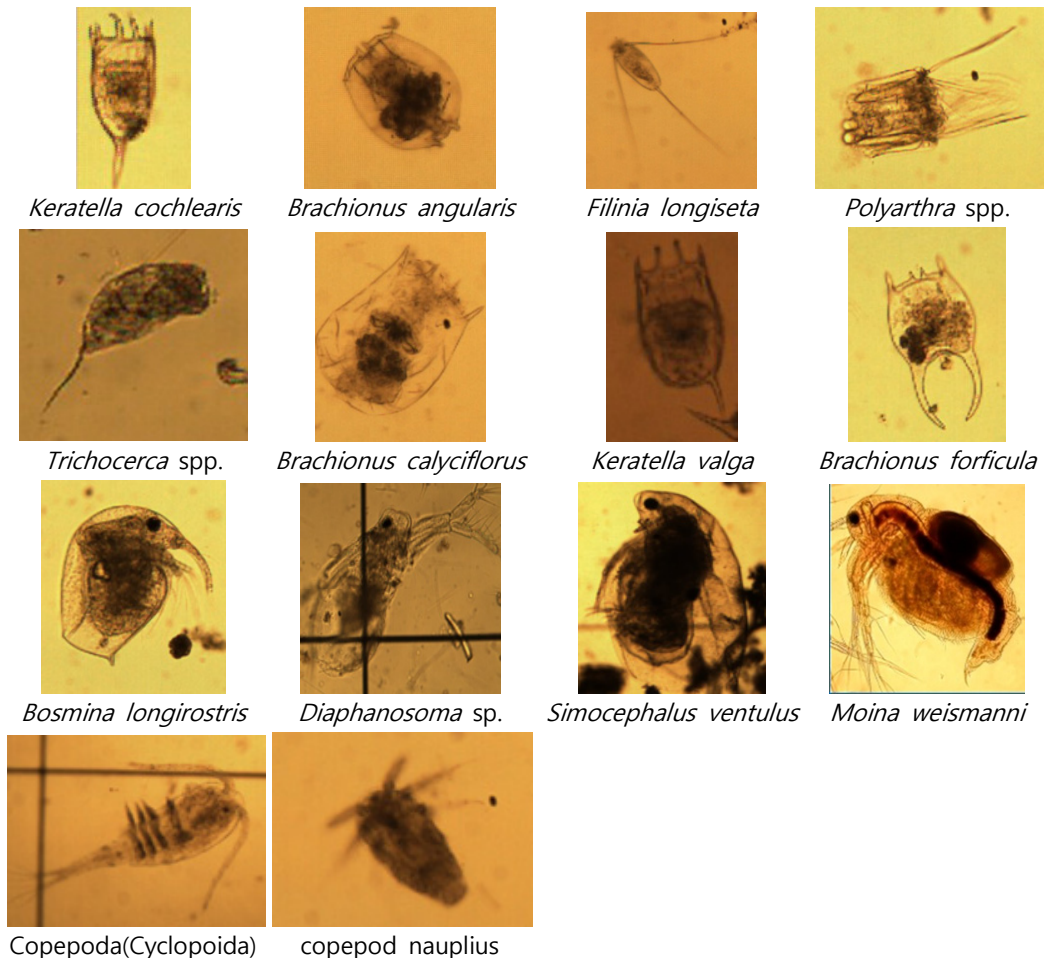 Keratella cochlearis
Brachionus angularis
Filinia longiseta
Polyarthra spp.
Trichocerca spp.
Brachionus calyciflorus
Keratella valga
Brachionus forficula
Bosmina longirostris
Diaphanosoma sp.
Simocephalus ventulus
Moina weismanni
Copepoda(Cyclopoida)
copepod nauplius